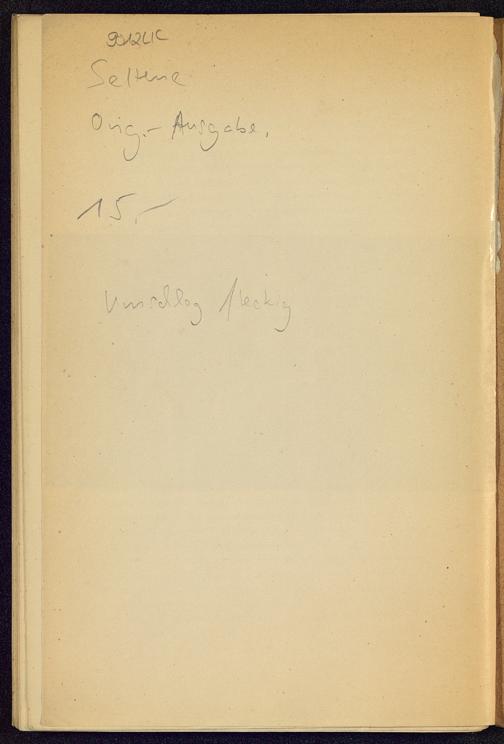 Seltene
Orig.- Ausgabe,
15,-
Umschlag fleckig